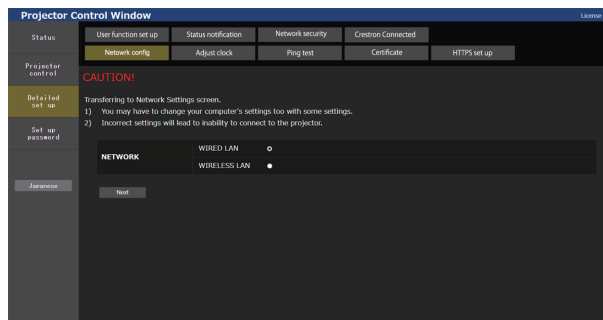 Projector Control Window
License
Status
User function set up
Status notification
Network security
Crestron Connected
Netowrk config
Adjust clock
Ping test
Certificate
HTTPS set up
Projector control
Detailed set up
Set up password
Japanese
CAUTION!
Transferring to Network Settings screen.
1) You may have to change your computer's settings too with some settings.
2) Incorrect settings will lead to inability to connect to the projector.
NETWORK
WIRED LAN
WIRELESS LAN
Next